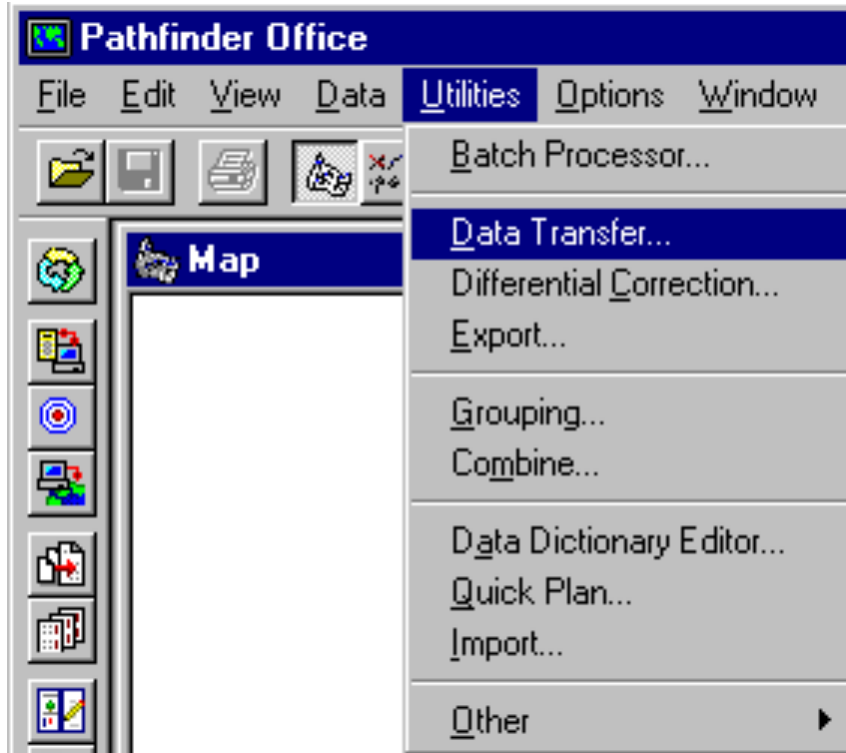 Pathfinder Office
File Edit View Data Utilities Options Window
Batch Processor...
Data Transfer...
Map
Differential Correction...
Export...
Grouping...
Combine...
Data Dictionary Editor...
Quick Plan...
Import...
Other